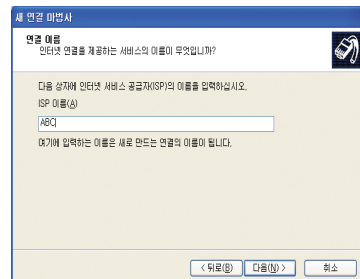 새 연결 마법사
연결 이름
인터넷 연결을 제공하는 서비스의 이름이 무엇입니까?
다음 상자에 인터넷 서비스 공급자(ISP)의 이름을 입력하십시오.
ISP 이름(A)
ABC
여기에 입력하는 이름은 새로 만드는 연결의 이름이 됩니다.
< 뒤로(B) 다음(N) > 취소